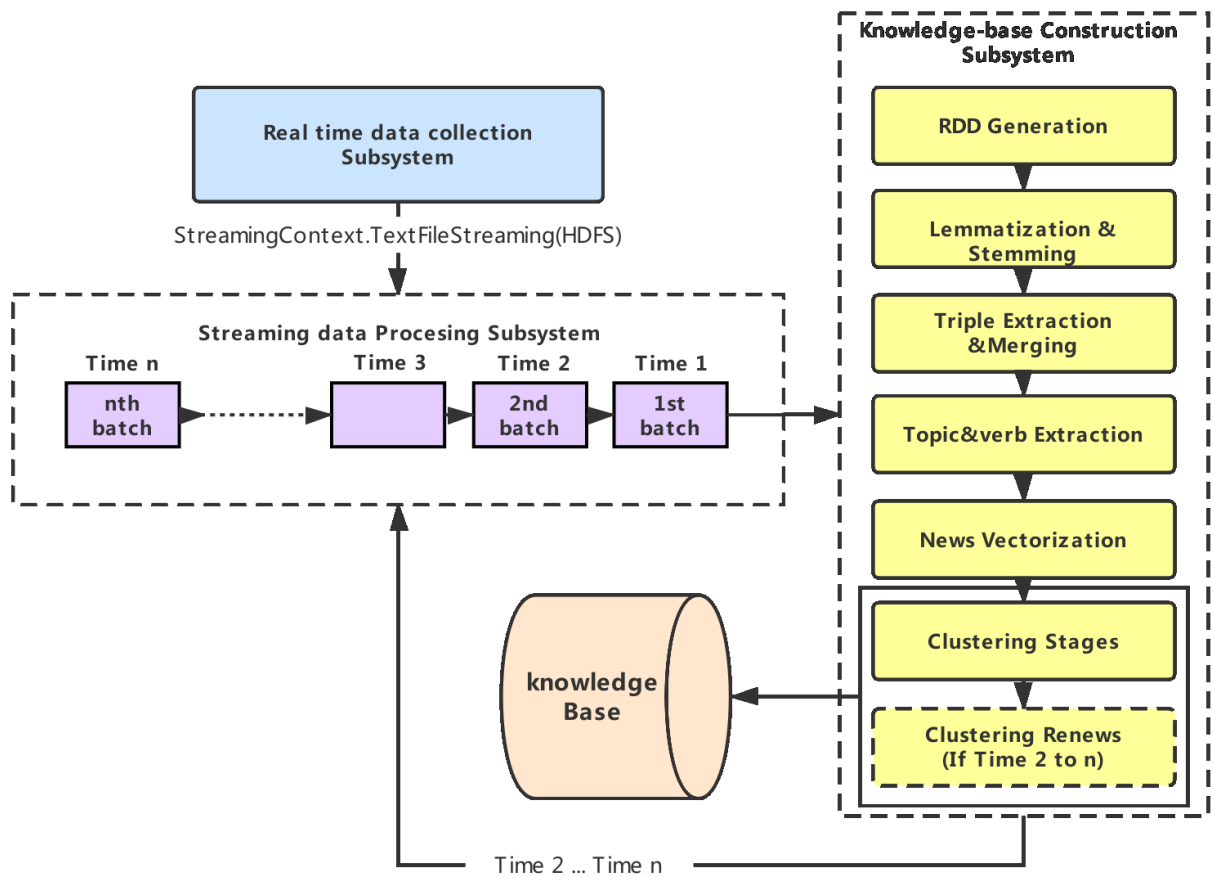 Knowledge-base Construction
Subsystem
Real time data collection
Subsystem
StreamingContext.TextFileStreaming(HDFS)
Streaming data Procesing Subsystem
Time n
Time 3
Time 2
Time 1
nth
batch
2nd
batch
1st
batch
RDD Generation
Lemmatization &
Stemming
Triple Extraction
&Merging
Topic&verb Extraction
News Vectorization
Clustering Stages
Clustering Renews
(If Time 2 to n)
knowledge
Base
Time 2 ... Time n